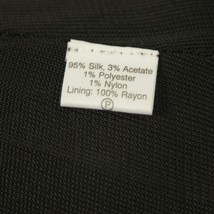 95% Silk, 3% Acetate
1% Polyester
1% Nylon
Lining: 100% Rayon
P